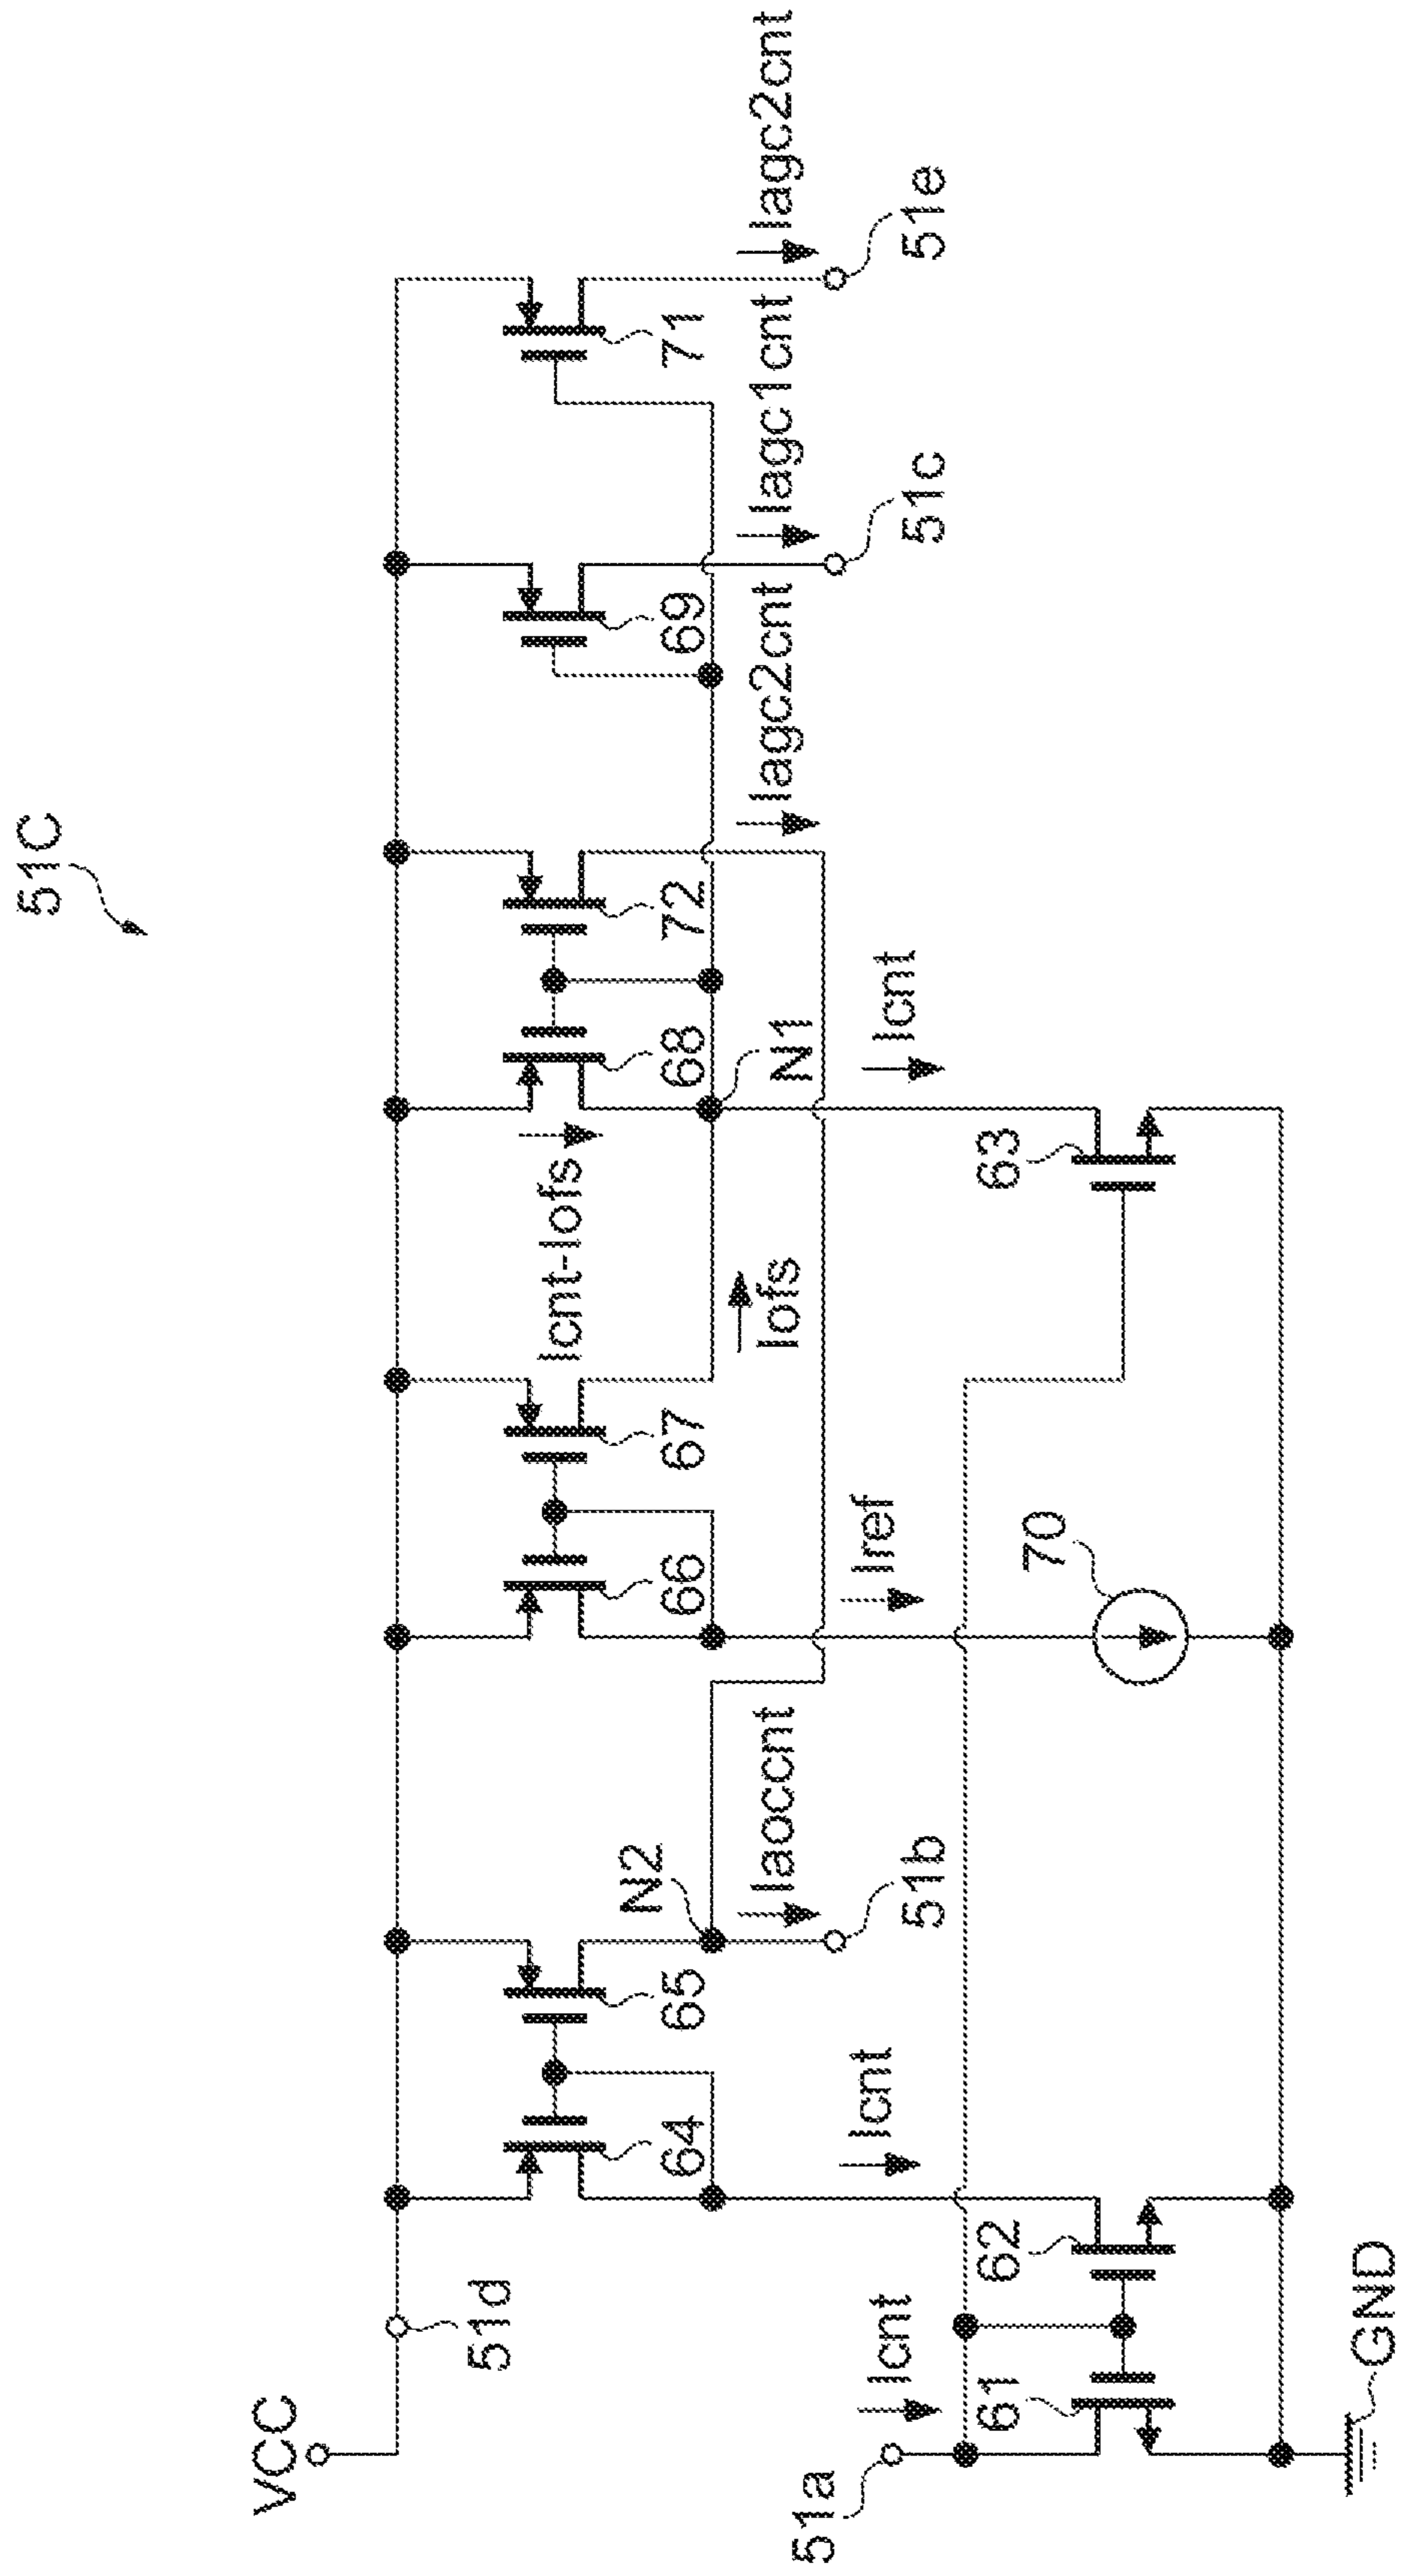 51C
VCC
51d
64
65
N2
66
67
Icnt-Iofs
68
72
69
71
Iaoccnt
51b
Iref
Iofs
N1
Iagc2cnt
Iagc1cnt
51c
Iagc2cnt
51e
Icnt
Icnt
51a
Icnt
61
62
70
63
GND